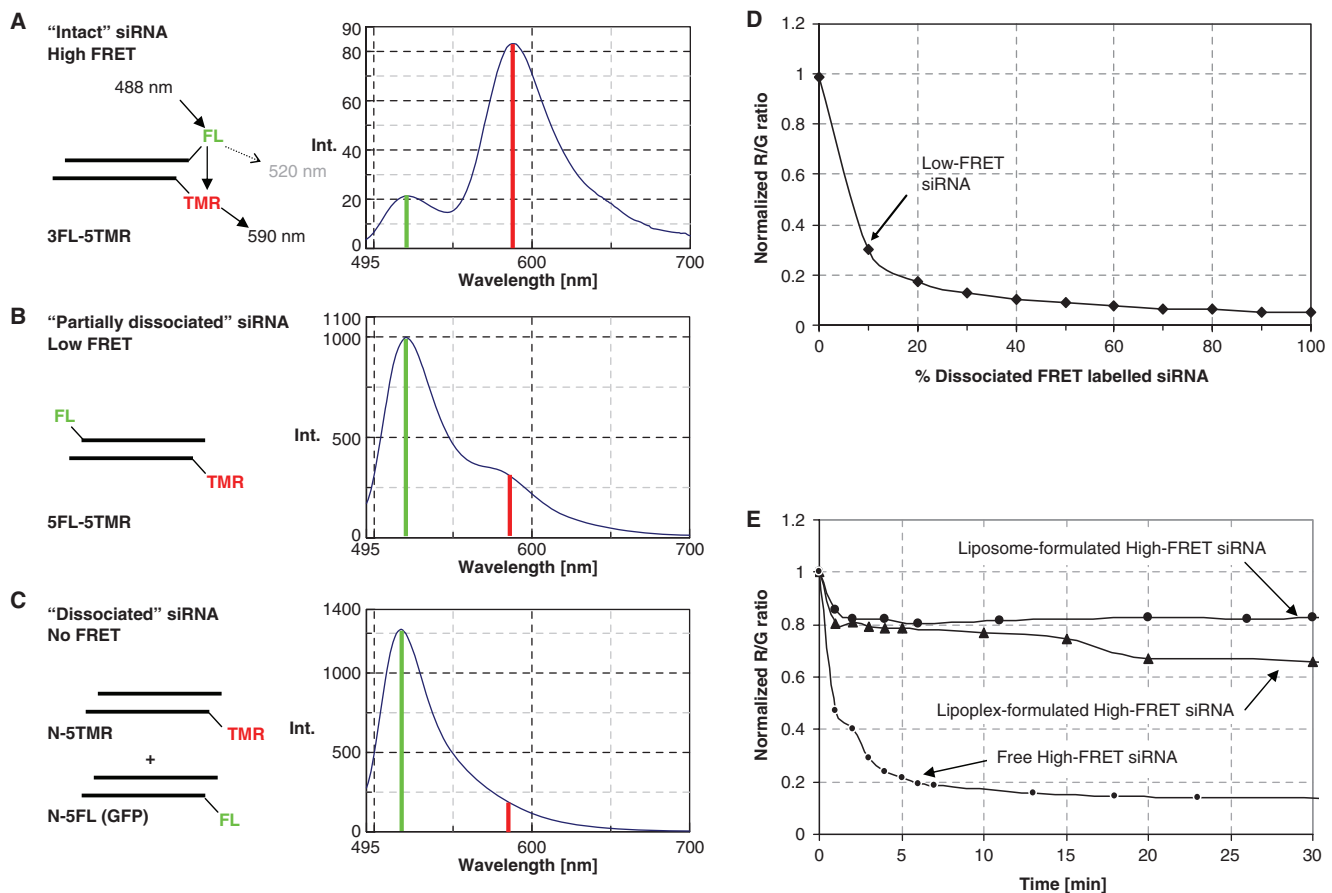 A
“Intact” siRNA
High FRET
488 nm
FL
520 nm
TMR
590 nm
3FL-5TMR
Int.
90
80
60
40
20
0
495
600
700
Wavelength [nm]
B
“Partially dissociated” siRNA
Low FRET
FL
TMR
5FL-5TMR
Int.
1100
1000
500
0
495
600
700
Wavelength [nm]
C
“Dissociated” siRNA
No FRET
N-5TMR
TMR
+
N-5FL (GFP)
FL
Int.
1400
1000
500
0
495
600
700
Wavelength [nm]
D
Normalized R/G ratio
1.2
1
0.8
0.6
0.4
0.2
0
Low-FRET
siRNA
0
20
40
60
80
100
% Dissociated FRET labelled siRNA
E
Normalized R/G ratio
1.2
1
0.8
0.6
0.4
0.2
0
Liposome-formulated High-FRET siRNA
Lipoplex-formulated High-FRET siRNA
Free High-FRET siRNA
0
5
10
15
20
25
30
Time [min]